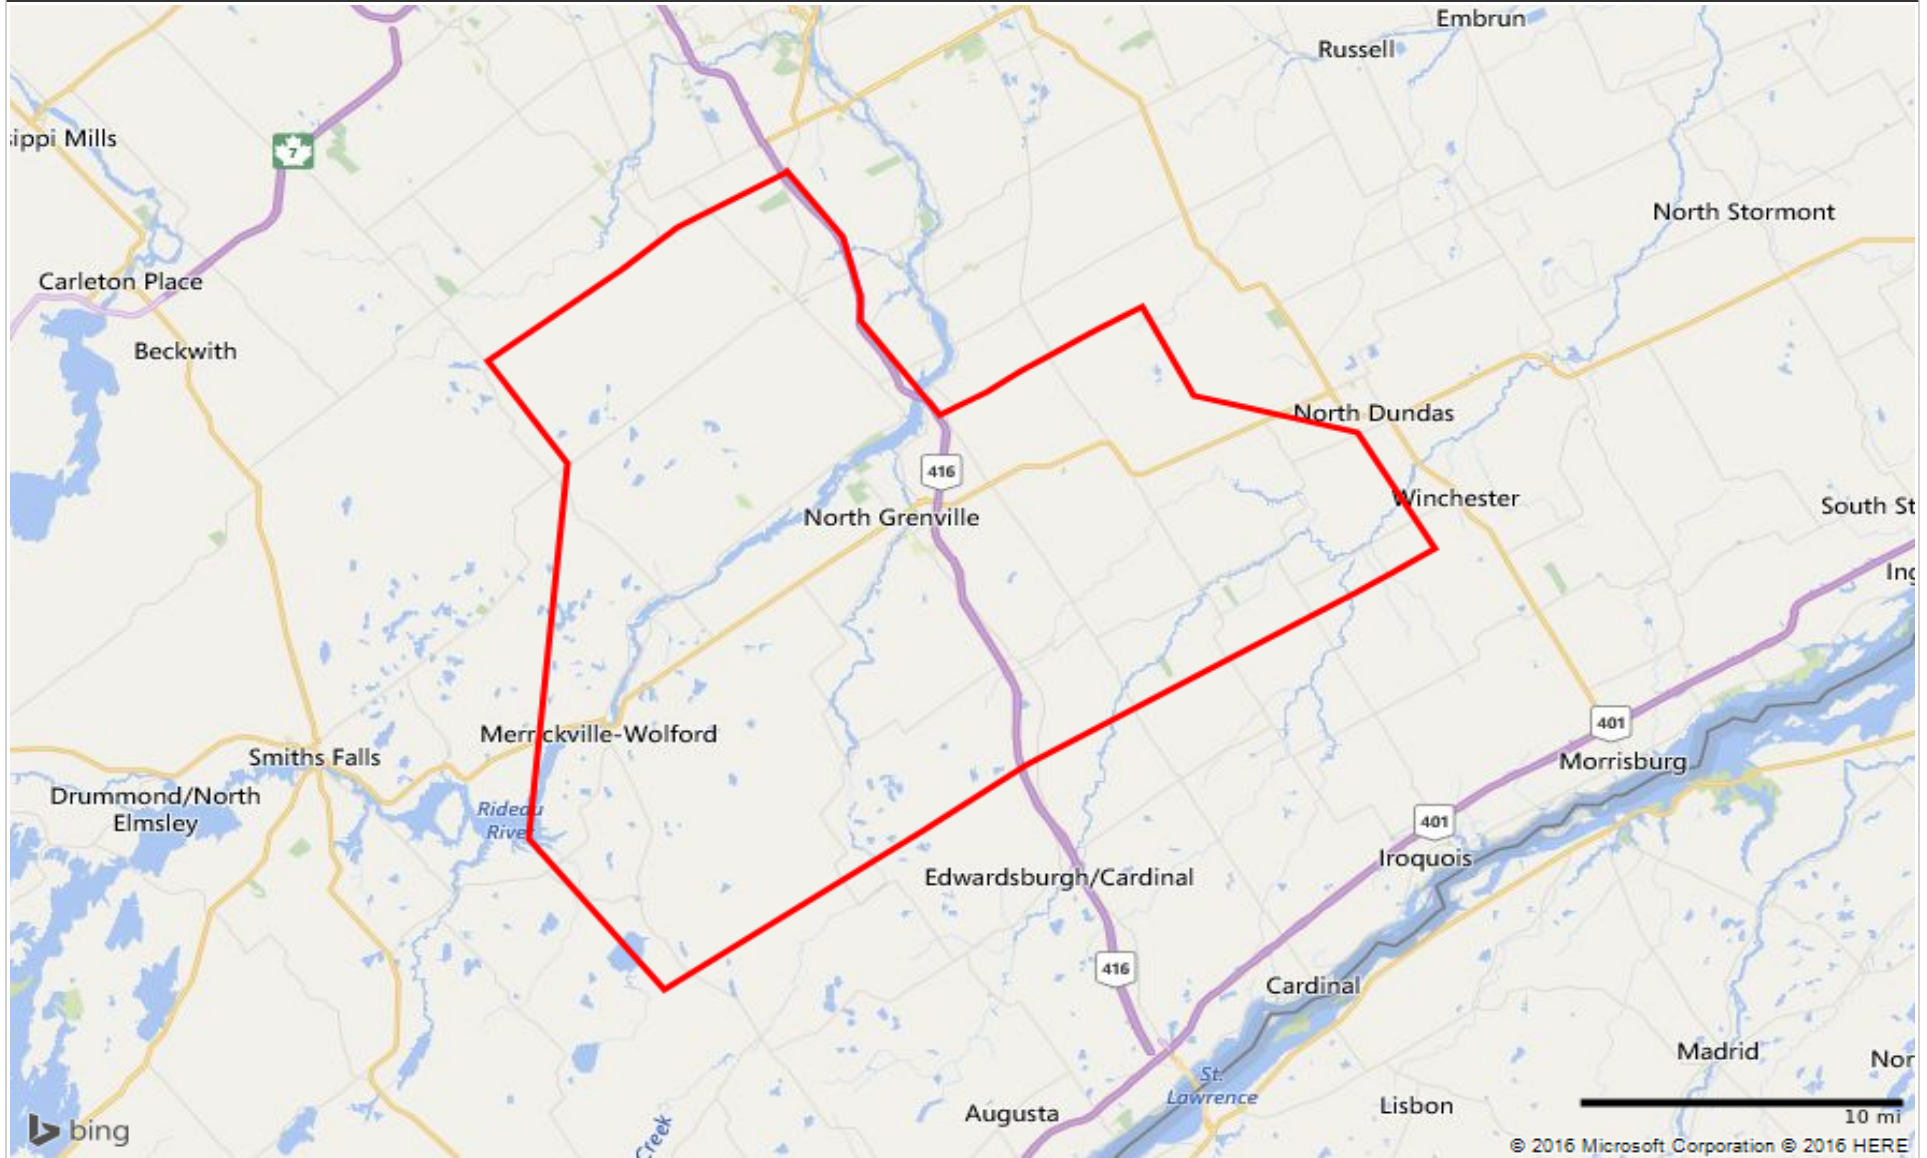 Embrun
Russell
sippi Mills
7
North Stormont
Carleton Place
Beckwith
North Dundas
416
Winchester
South St
North Grenville
Ing
401
Merrickville-Wolford
Smiths Falls
Morrisburg
Drummond/North
Elmsley
Rideau
River
401
Iroquois
Edwardsburgh/Cardinal
416
Cardinal
Madrid
Nor
St.
Lawrence
Lisbon
Augusta
10 mi
Creek
bing
© 2016 Microsoft Corporation © 2016 HERE